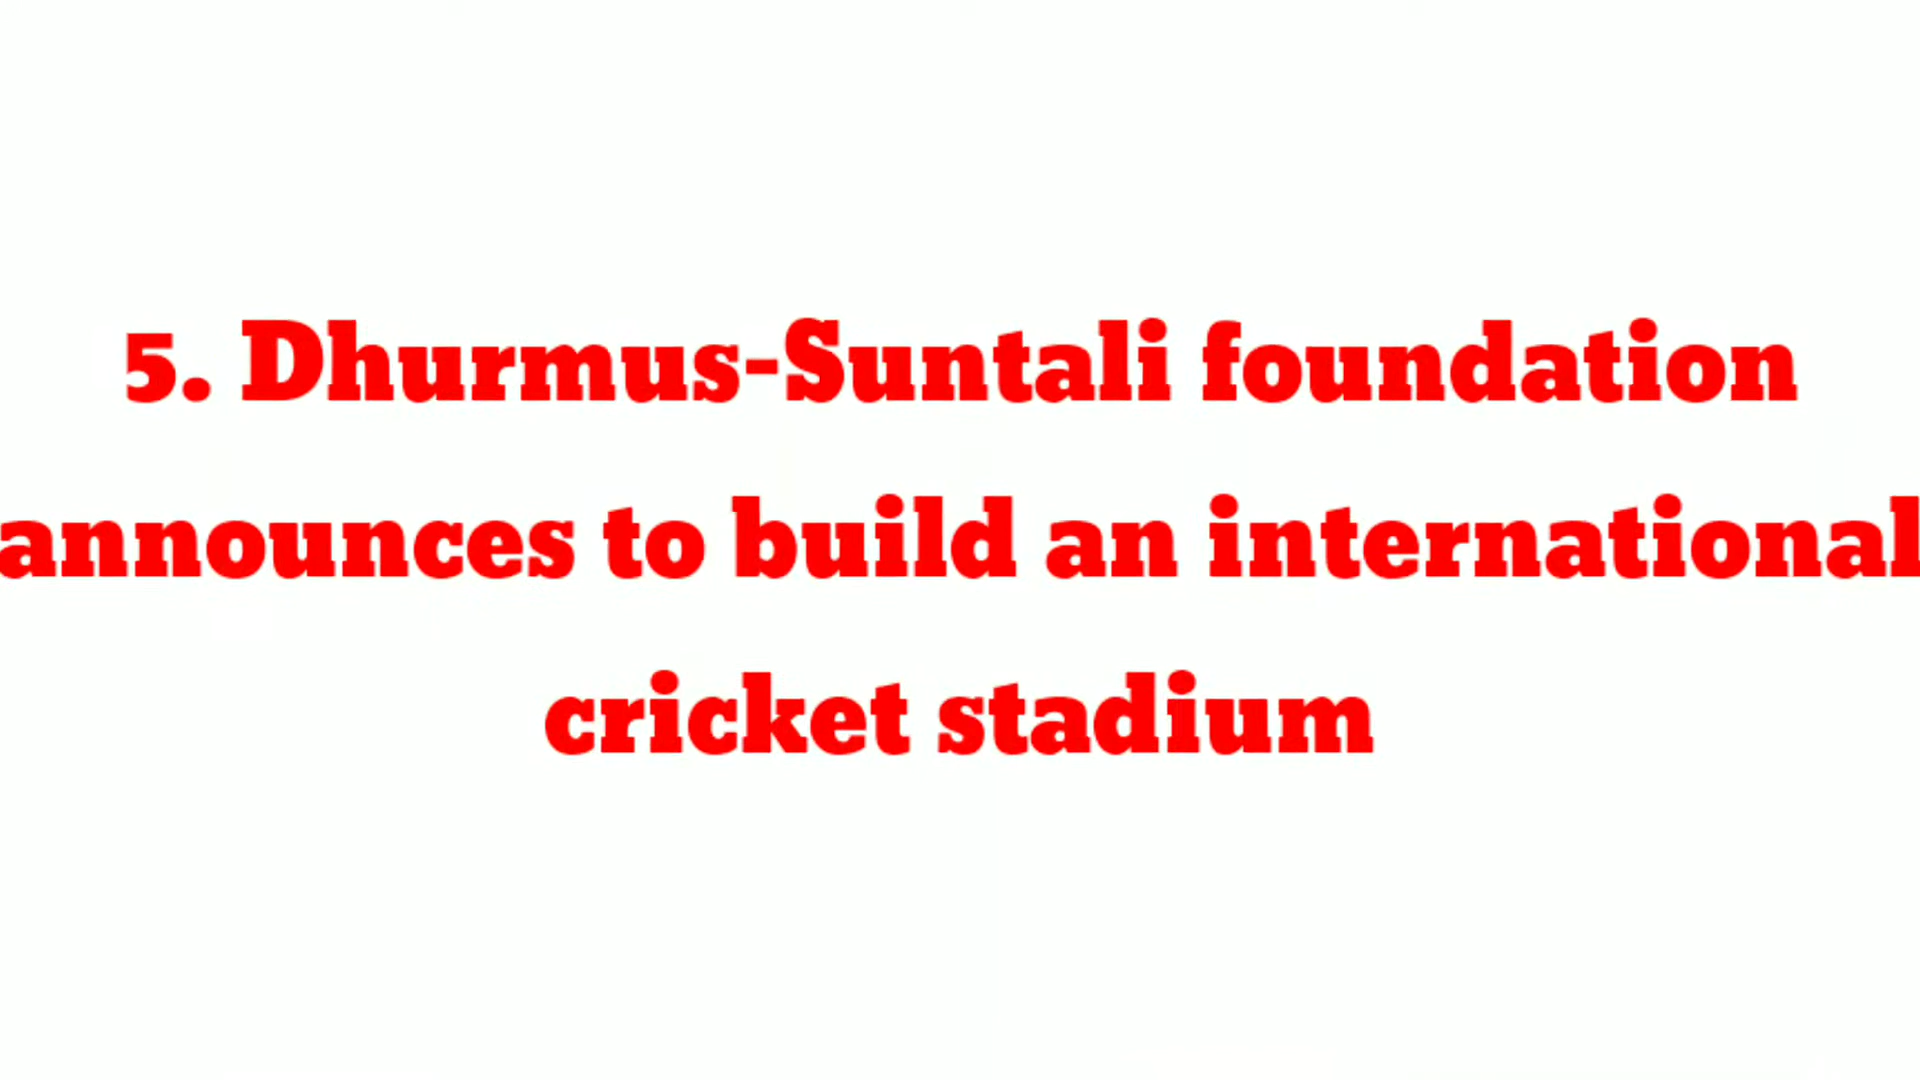 5. Dhurmus-Suntali foundation
announces to build an international
cricket stadium